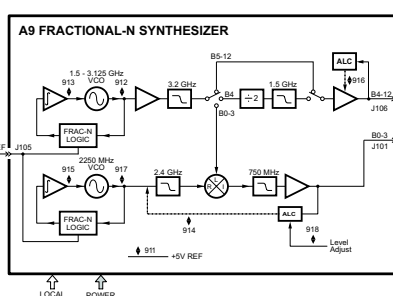 A9 FRACTIONAL-N SYNTHESIZER
1.5 - 3.125 GHz
VCO
913
912
3.2 GHz
B5-12
B4
÷2
1.5 GHz
ALC
916
B4-12
J106
FRAC-N
LOGIC
B0-3
B0-3
J101
EF
J105
2250 MHz
VCO
915
917
2.4 GHz
L
R
I
750 MHz
FRAC-N
LOGIC
914
ALC
918
Level
Adjust
911
+5V REF
LOCAL
POWER